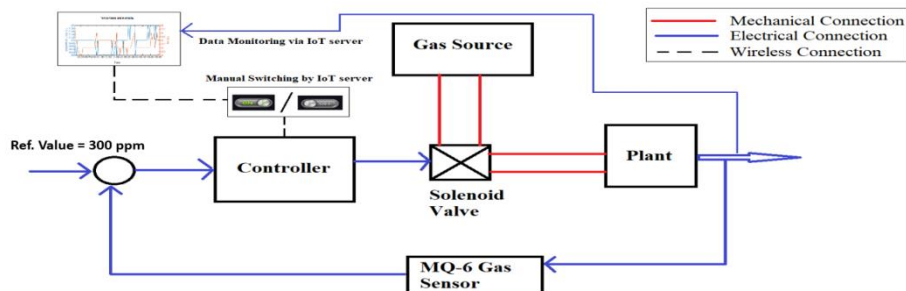 Data Monitoring via IoT server
Manual Switching by IoT server
/
Gas Source
Mechanical Connection
Electrical Connection
Wireless Connection
Ref. Value = 300 ppm
Controller
Solenoid
Valve
Plant
MQ-6 Gas
Sensor